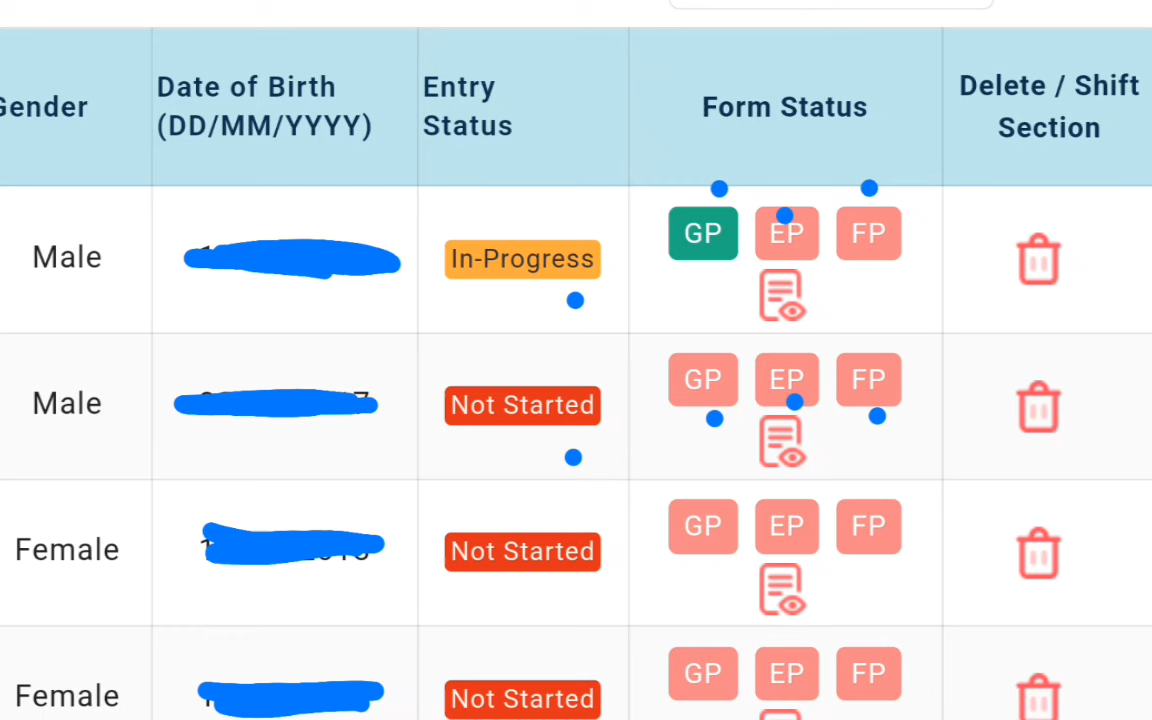 Gender
Date of Birth
(DD/MM/YYYY)
Entry
Status
Form Status
Delete / Shift
Section
Male
In-Progress
GP EP FP
Male
Not Started
GP EP FP
Female
Not Started
GP EP FP
Female
Not Started
GP EP FP